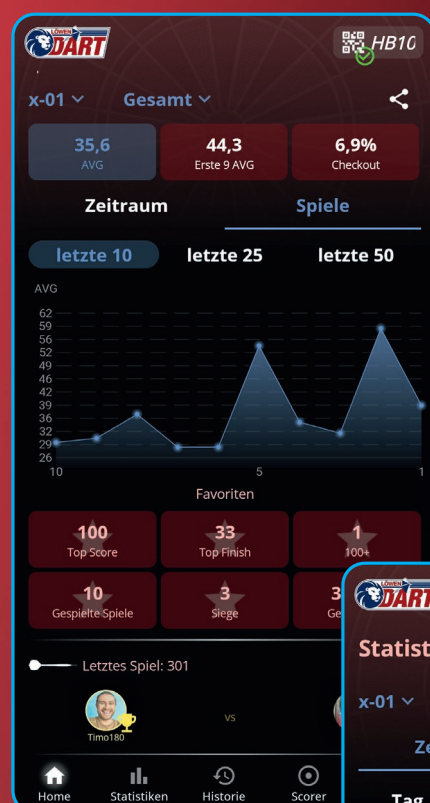 LÖWEN
DART
HB10
x-01
Gesamt
35,6
AVG
44,3
Erste 9 AVG
6,9%
Checkout
Zeitraum
Spiele
letzte 10
letzte 25
letzte 50
AVG
62
59
56
52
49
46
42
39
36
32
29
26
10
5
1
Favoriten
100
Top Score
33
Top Finish
1
100+
10
Gespielte Spiele
3
Siege
3
Ge
Letztes Spiel: 301
Timo180
VS
Home
Statistiken
Historie
Scorer
LÖWEN
DART
Statist
x-01
Ze
Tag